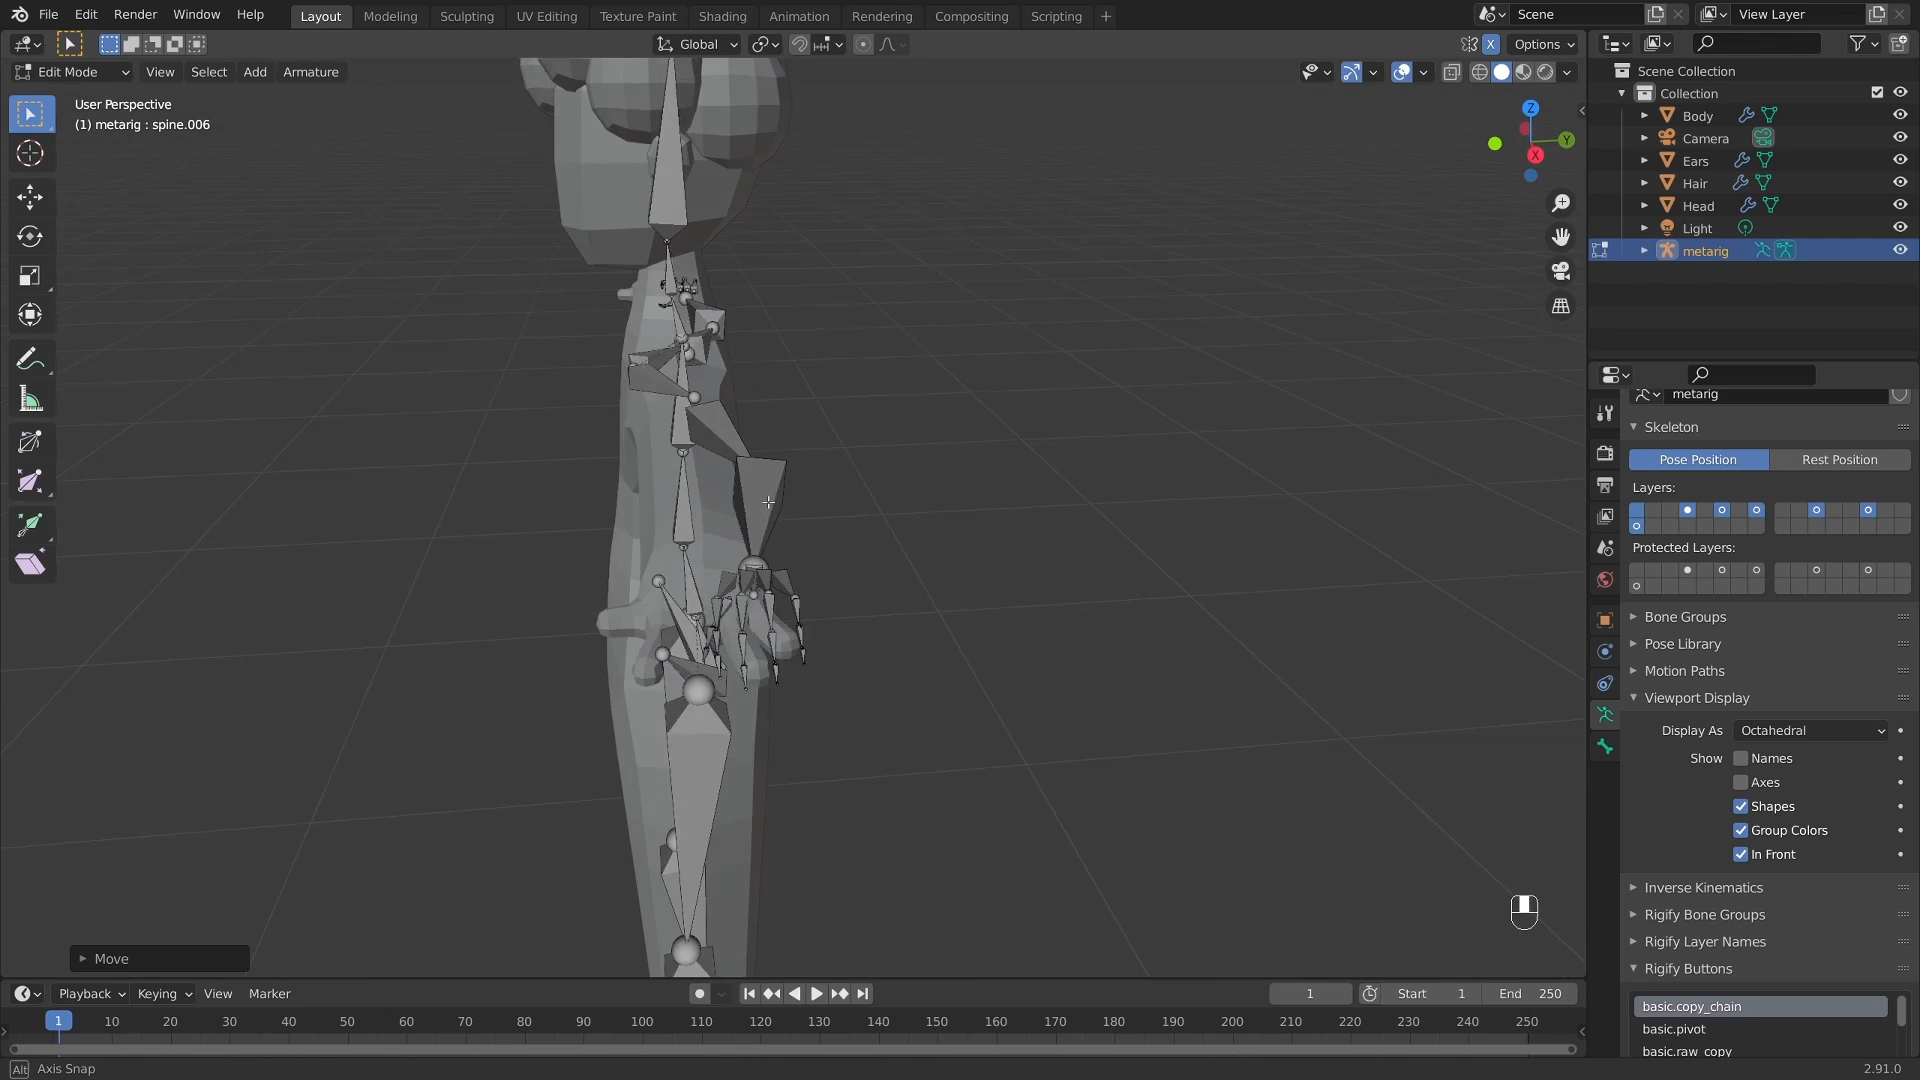 File Edit Render Window Help Layout Modeling Sculpting UV Editing Texture Paint Shading Animation Rendering Compositing Scripting + Scene View Layer
Global Options
Edit Mode View Select Add Armature
User Perspective
(1) metarig : spine.006
Z
Y
X
X
Scene Collection
Collection
Body
Camera
Ears
Hair
Head
Light
metarig
metarig
Skeleton
Pose Position Rest Position
Layers:
Protected Layers:
Bone Groups
Pose Library
Motion Paths
Viewport Display
Display As Octahedral
Show Names
Axes
Shapes
Group Colors
In Front
Inverse Kinematics
Rigify Bone Groups
Rigify Layer Names
Rigify Buttons
basic.copy_chain
basic.pivot
basic.raw_copy
Move
Playback Keying View Marker 1 Start 1 End 250
1 10 20 30 40 50 60 70 80 90 100 110 120 130 140 150 160 170 180 190 200 210 220 230 240 250
Alt Axis Snap 2.91.0